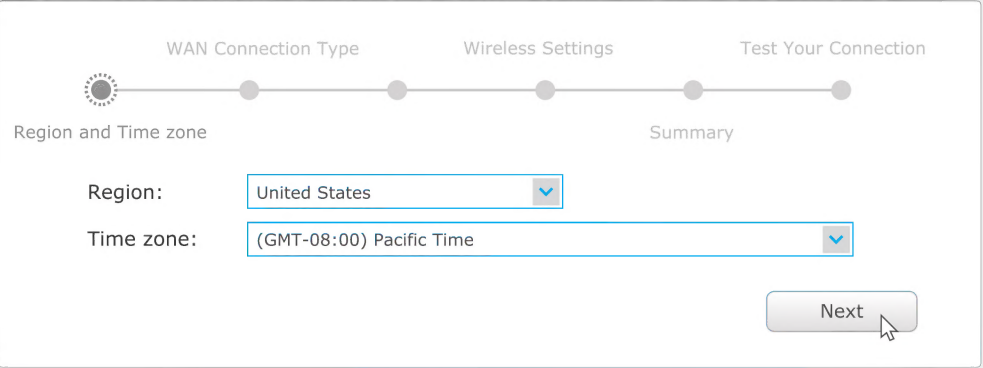 WAN Connection Type Wireless Settings Test Your Connection
Region and Time zone Summary
Region: United States
Time zone: (GMT-08:00) Pacific Time
Next